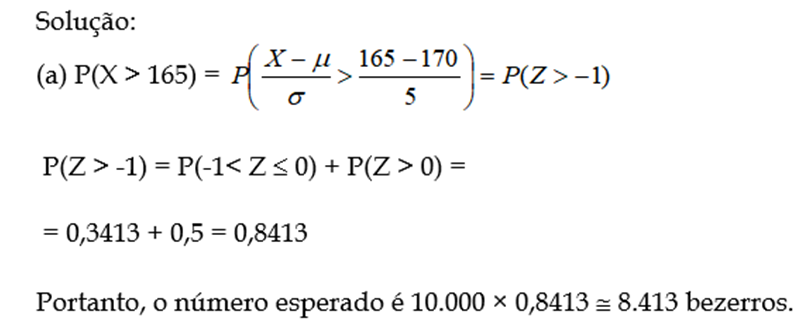 Solução:
(a) P(X > 165) = P((X − μ)/σ > (165 − 170)/5) = P(Z > −1)
P(Z > -1) = P(-1< Z ≤ 0) + P(Z > 0) =
= 0,3413 + 0,5 = 0,8413
Portanto, o número esperado é 10.000 × 0,8413 ≅ 8.413 bezerros.